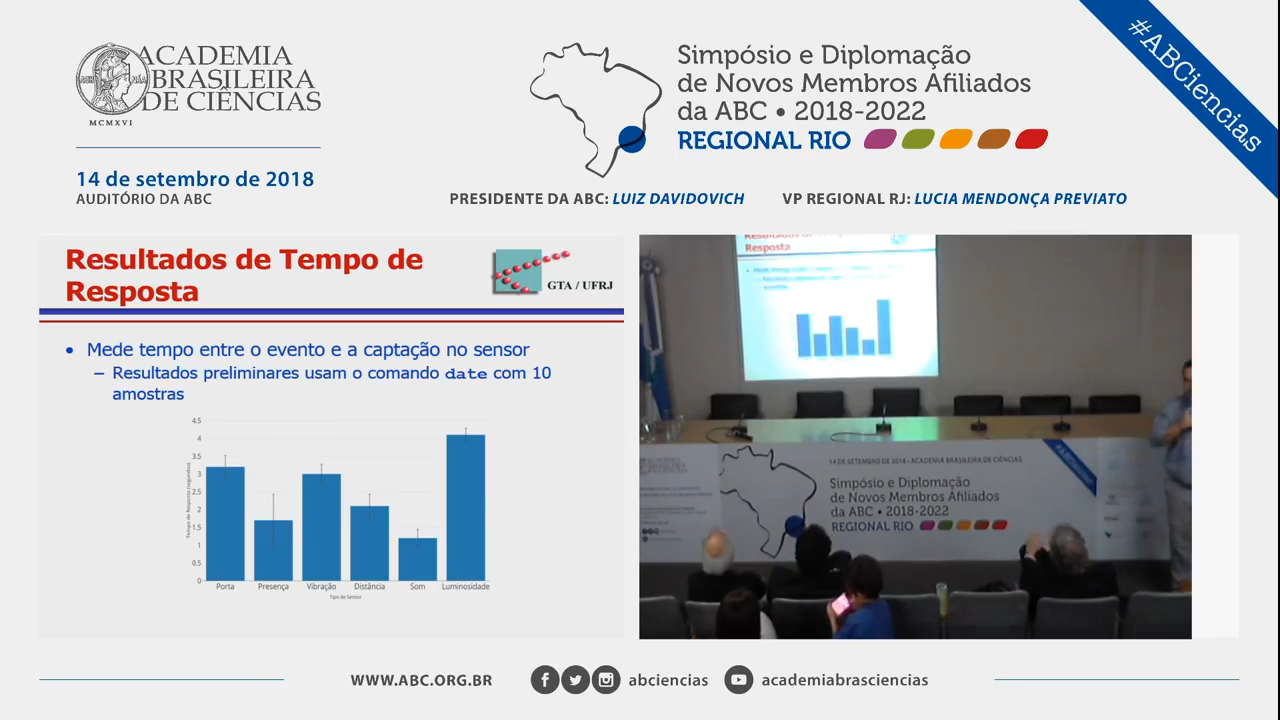 ACADEMIA
BRASILEIRA
DE CIÊNCIAS
MCMXVI
14 de setembro de 2018
AUDITÓRIO DA ABC
Simpósio e Diplomação
de Novos Membros Afiliados
da ABC • 2018-2022
REGIONAL RIO
#ABCiencias
PRESIDENTE DA ABC: LUIZ DAVIDOVICH VP REGIONAL RJ: LUCIA MENDONÇA PREVIATO
Resultados de Tempo de
Resposta
GTA / UFRJ
• Mede tempo entre o evento e a captação no sensor
– Resultados preliminares usam o comando date com 10
amostras
4.5
4
3.5
3
2.5
2
1.5
1
0.5
0
Tempo de Resposta (segundos)
Porta Presença Vibração Distância Som Luminosidade
Tipo de Sensor
Resposta
14 DE SETEMBRO DE 2018 • ACADEMIA BRASILEIRA DE CIÊNCIAS
Simpósio e Diplomação
de Novos Membros Afiliados
da ABC • 2018-2022
REGIONAL RIO
#ABCiencias
WWW.ABC.ORG.BR abciencias academiabrasciencias